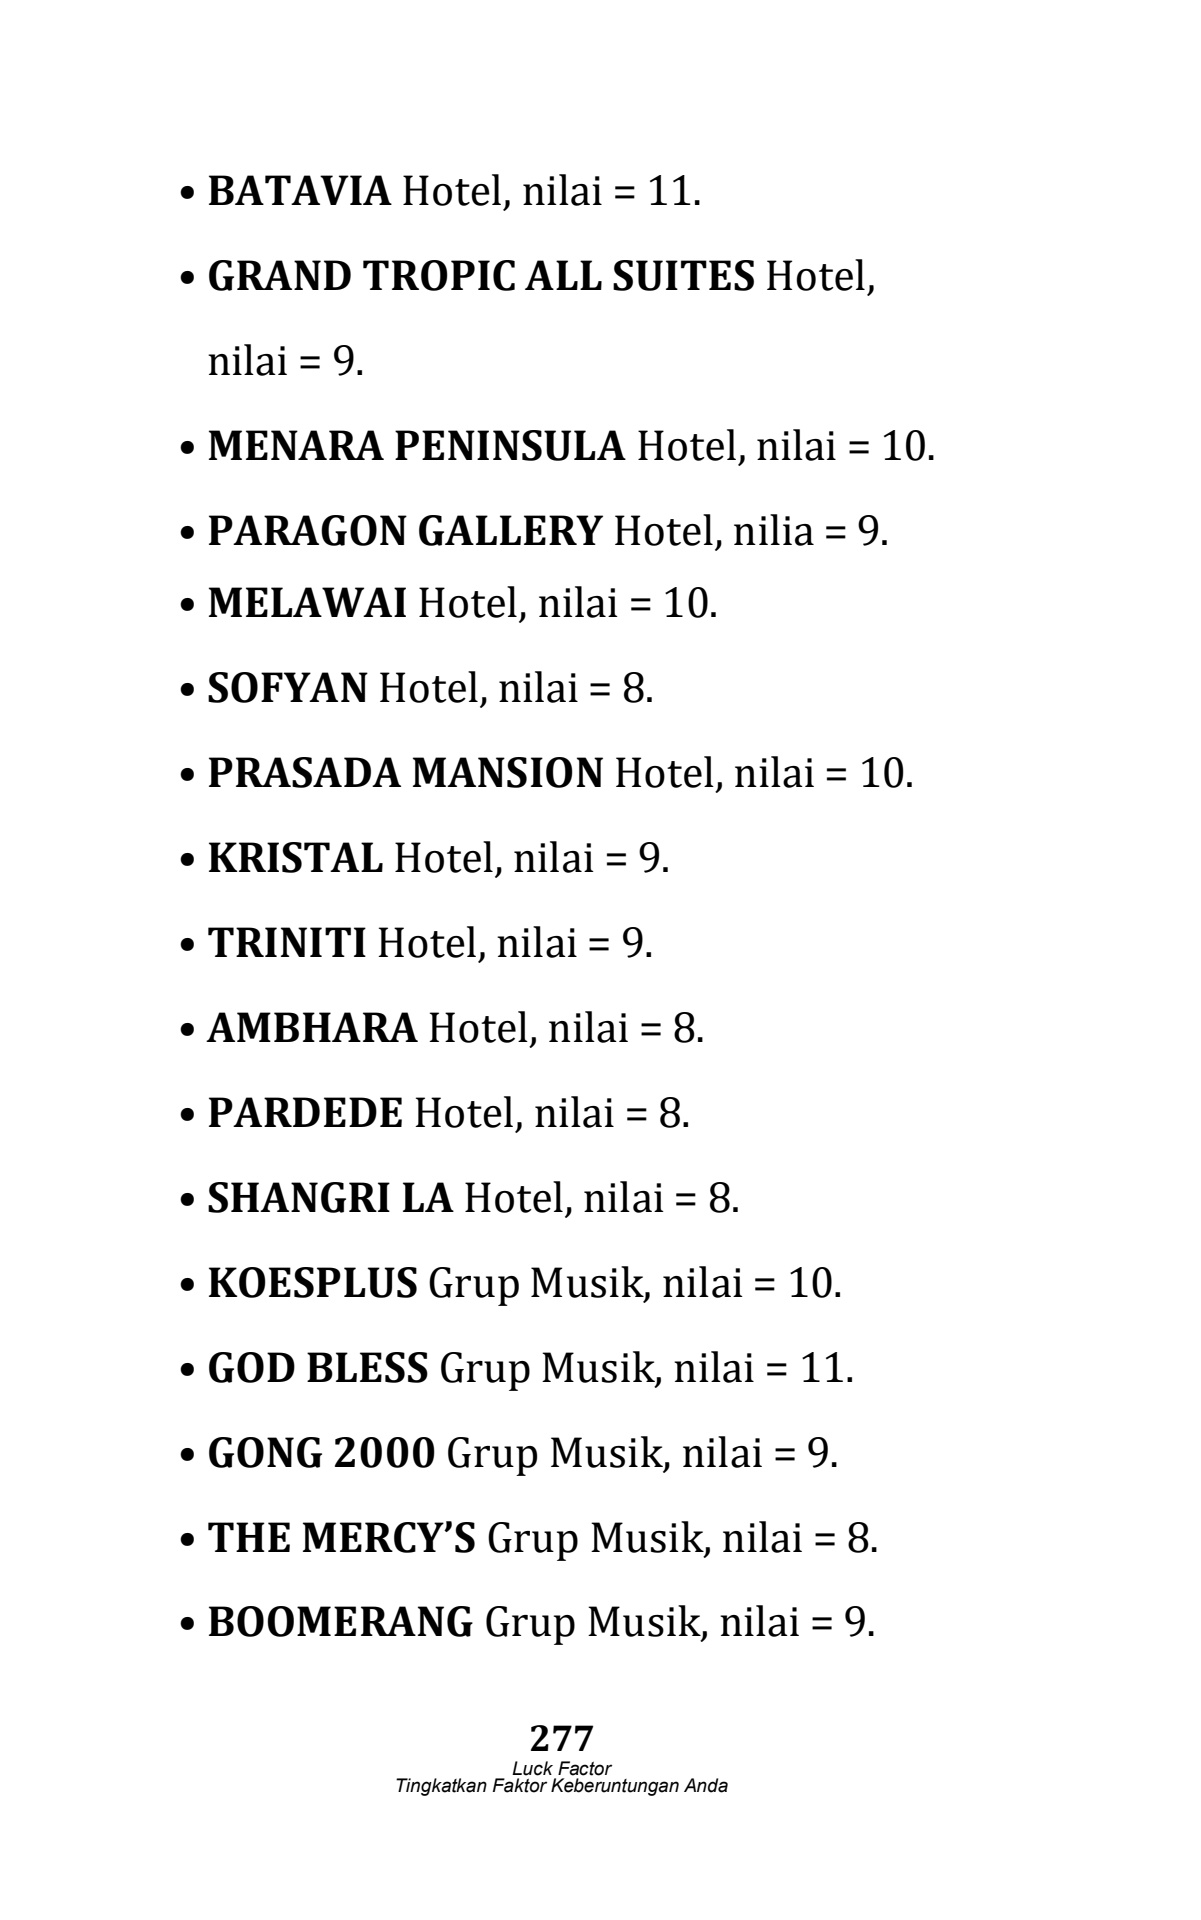 • BATAVIA Hotel, nilai = 11.
• GRAND TROPIC ALL SUITES Hotel,
nilai = 9.
• MENARA PENINSULA Hotel, nilai = 10.
• PARAGON GALLERY Hotel, nilia = 9.
• MELAWAI Hotel, nilai = 10.
• SOFYAN Hotel, nilai = 8.
• PRASADA MANSION Hotel, nilai = 10.
• KRISTAL Hotel, nilai = 9.
• TRINITI Hotel, nilai = 9.
• AMBHARA Hotel, nilai = 8.
• PARDEDE Hotel, nilai = 8.
• SHANGRI LA Hotel, nilai = 8.
• KOESPLUS Grup Musik, nilai = 10.
• GOD BLESS Grup Musik, nilai = 11.
• GONG 2000 Grup Musik, nilai = 9.
• THE MERCY’S Grup Musik, nilai = 8.
• BOOMERANG Grup Musik, nilai = 9.
277
Luck Factor
Tingkatkan Faktor Keberuntungan Anda